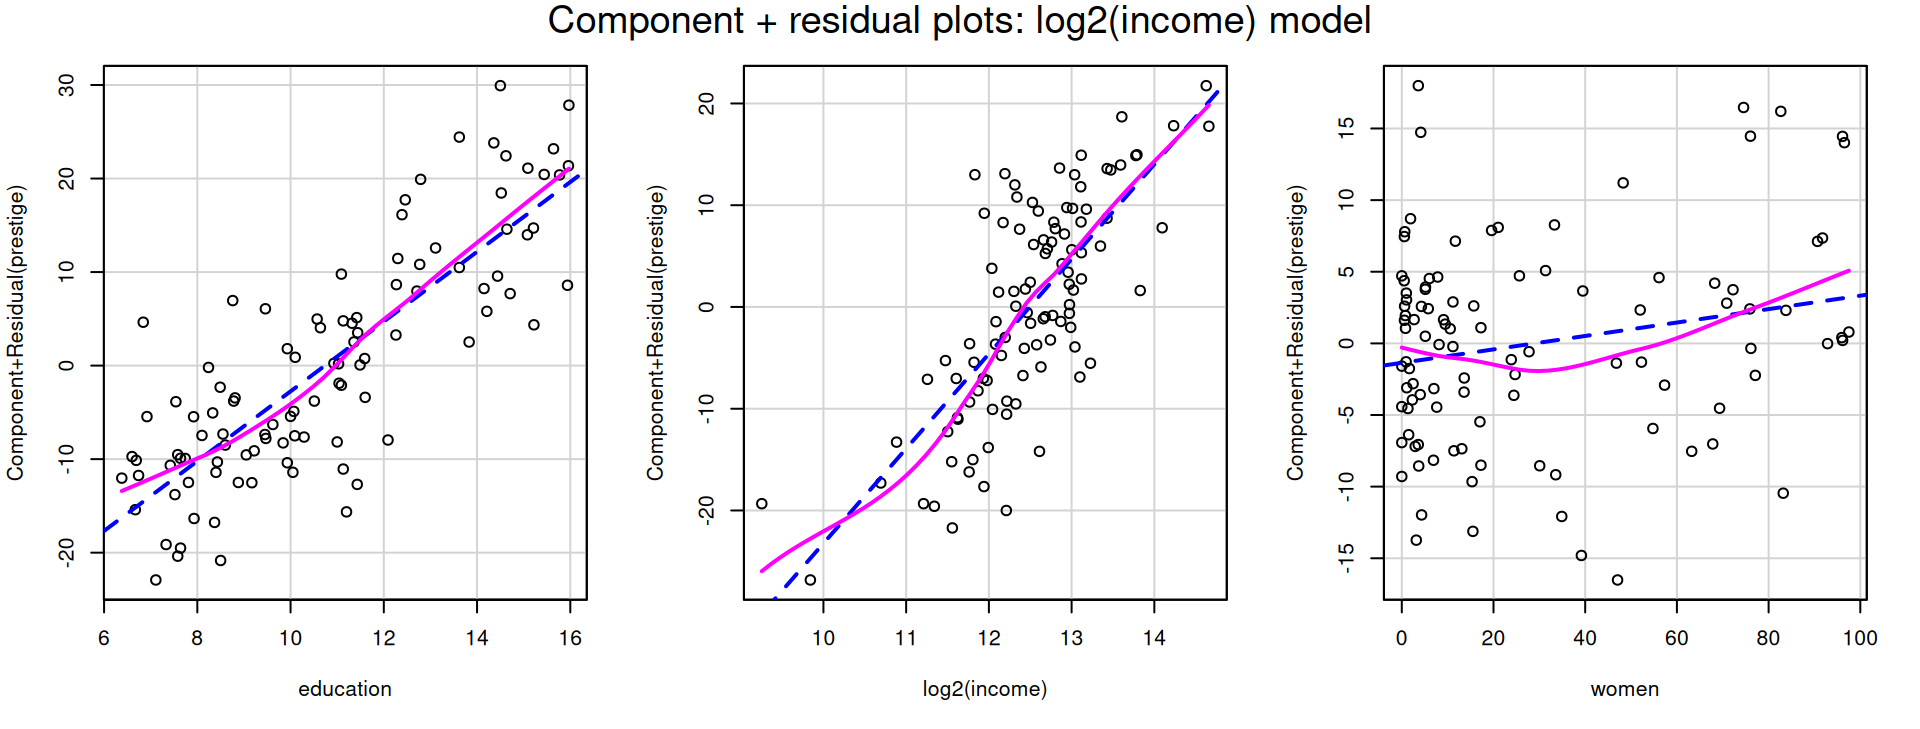 Component + residual plots: log2(income) model
Component+Residual(prestige)
30
20
10
0
-10
-20
6 8 10 12 14 16
education
Component+Residual(prestige)
20
10
0
-10
-20
10 11 12 13 14
log2(income)
Component+Residual(prestige)
15
10
5
0
-5
-10
-15
0 20 40 60 80 100
women